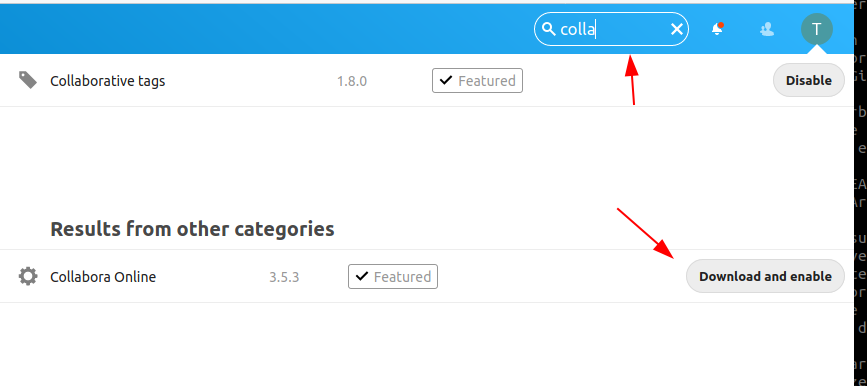 colla
T
Collaborative tags 1.8.0 Featured Disable
Results from other categories
Collabora Online 3.5.3 Featured Download and enable